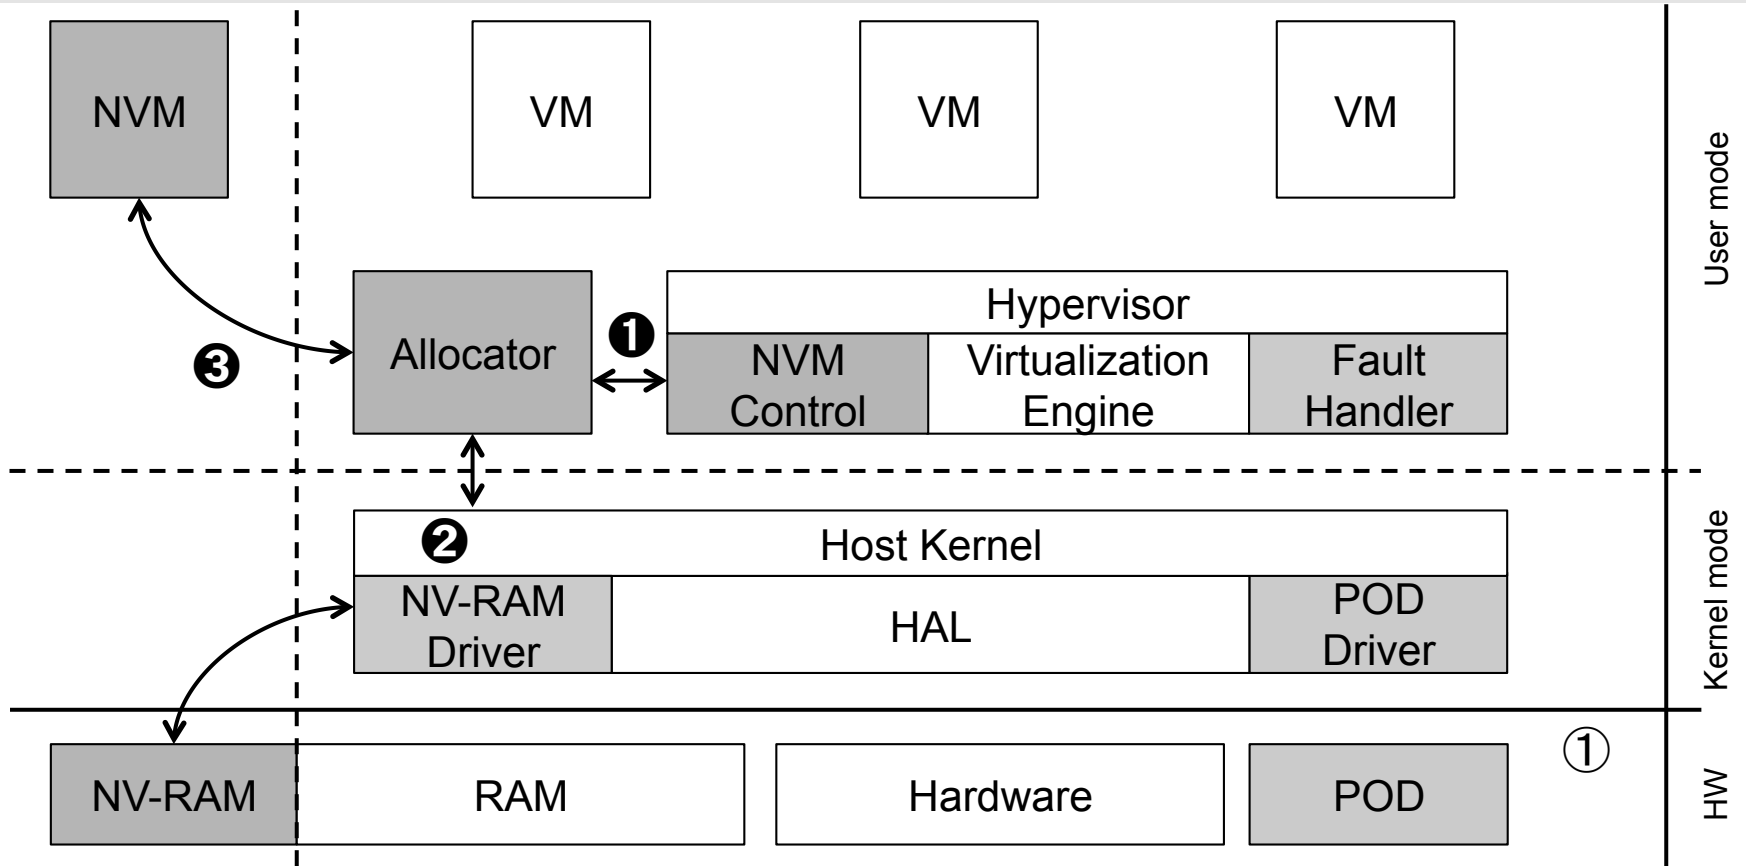 NVM
VM
VM
VM
User mode
Hypervisor
Allocator
❶
NVM
Control
Virtualization
Engine
Fault
Handler
❸
❷
Host Kernel
NV-RAM
Driver
HAL
POD
Driver
Kernel mode
①
NV-RAM
RAM
Hardware
POD
HW